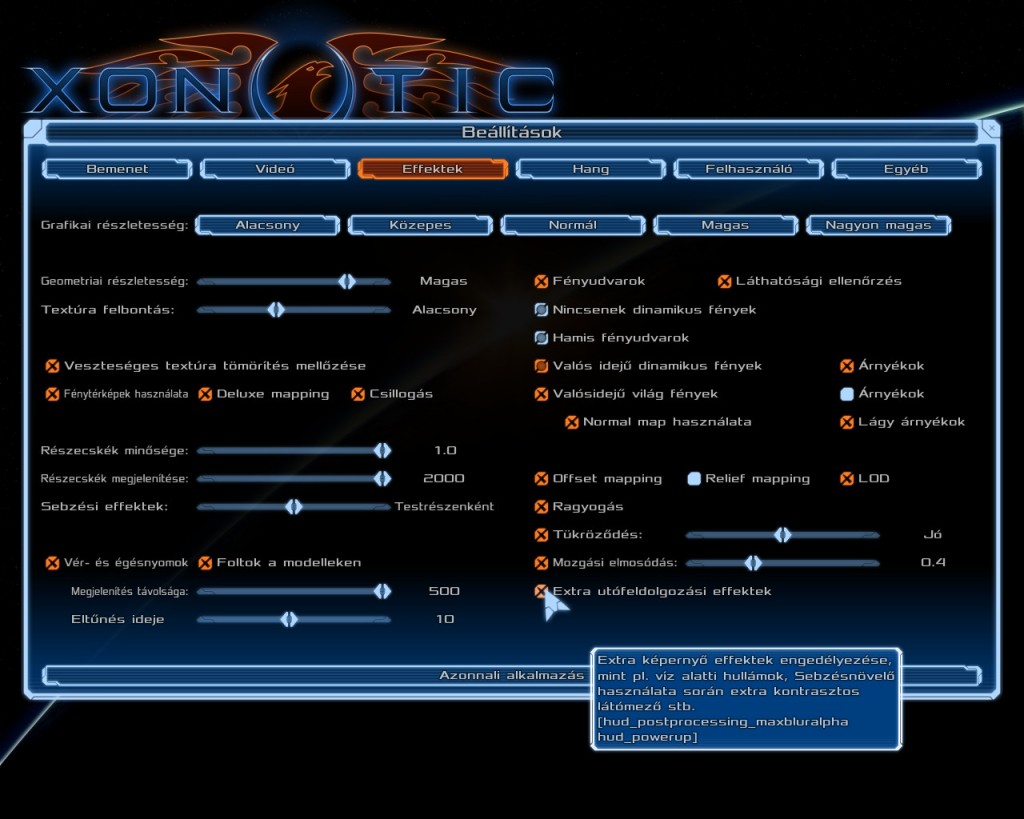 XONOTIC
Beállítások
Bemenet Videó Effektek Hang Felhasználó Egyéb
Grafikai részletesség: Alacsony Közepes Normál Magas Nagyon magas
Geometriai részletesség: Magas Fényudvarok Láthatósági ellenőrzés
Textúra felbontás: Alacsony Nincsenek dinamikus fények
Hamis fényudvarok
Veszteséges textúra tömörítés mellőzése Valós idejű dinamikus fények Árnyékok
Fénytérképek használata Deluxe mapping Csillogás Valósidejű világ fények Árnyékok
Normal map használata Lágy árnyékok
Részecskék minősége: 1.0
Részecskék megjelenítése: 2000 Offset mapping Relief mapping LOD
Sebzési effektek: Testrészenként Ragyogás
Tükröződés: Jó
Vér- és égésnyomok Foltok a modelleken Mozgási elmosódás: 0.4
Megjelenítés távolsága: 500 Extra utófeldolgozási effektek
Eltűnés ideje 10
Azonnali alkalmazás
Extra képernyő effektek engedélyezése,
mint pl. víz alatti hullámok, Sebzésnövelő
használata során extra kontrasztos
látómező stb.
[hud_postprocessing_maxbluralpha
hud_powerup]